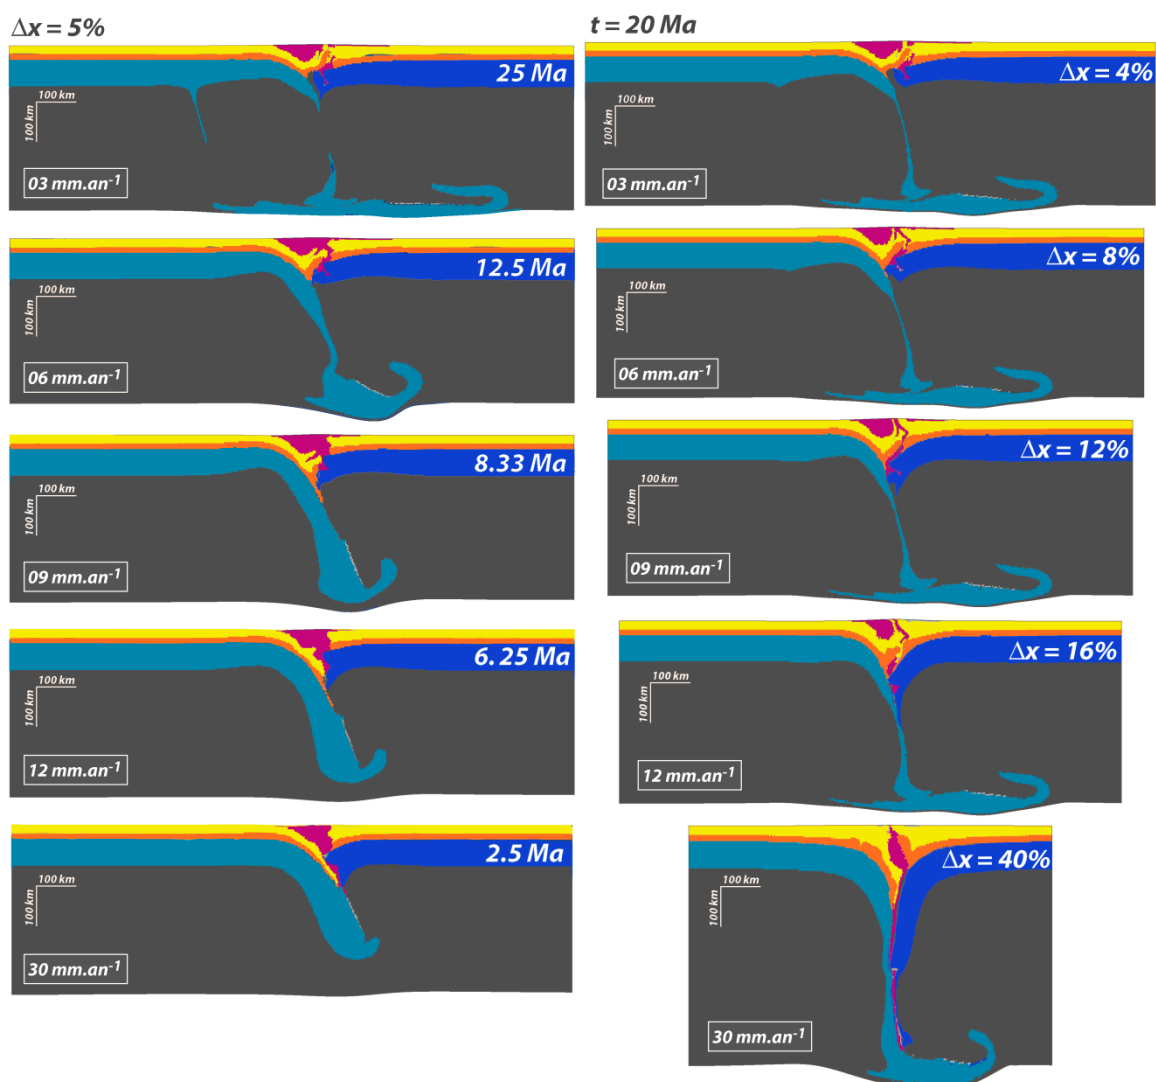 Δx = 5%
25 Ma
100 km
100 km
03 mm.an⁻¹
12.5 Ma
100 km
100 km
06 mm.an⁻¹
8.33 Ma
100 km
100 km
09 mm.an⁻¹
6.25 Ma
100 km
100 km
12 mm.an⁻¹
2.5 Ma
100 km
100 km
30 mm.an⁻¹
t = 20 Ma
Δx = 4%
100 km
100 km
03 mm.an⁻¹
Δx = 8%
100 km
100 km
06 mm.an⁻¹
Δx = 12%
100 km
100 km
09 mm.an⁻¹
Δx = 16%
100 km
100 km
12 mm.an⁻¹
Δx = 40%
100 km
100 km
30 mm.an⁻¹